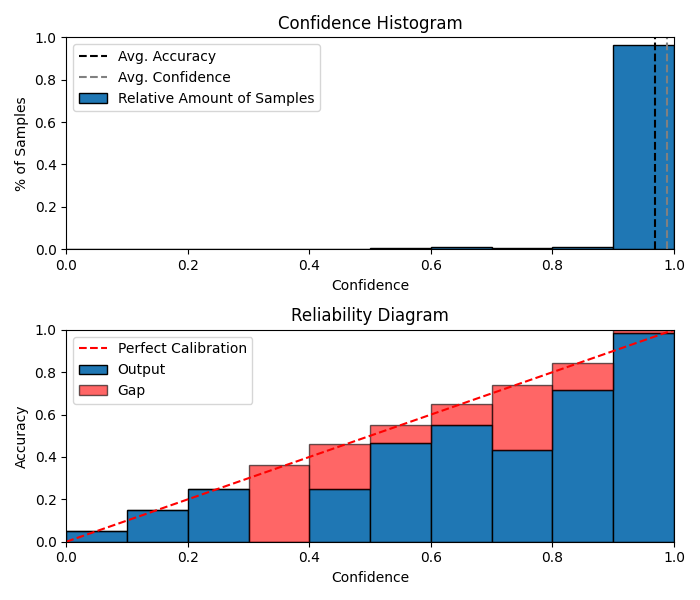 Confidence Histogram
1.0
0.8
0.6
0.4
0.2
0.0
% of Samples
Avg. Accuracy
Avg. Confidence
Relative Amount of Samples
0.0 0.2 0.4 0.6 0.8 1.0
Confidence
Reliability Diagram
1.0
0.8
0.6
0.4
0.2
0.0
Accuracy
Perfect Calibration
Output
Gap
0.0 0.2 0.4 0.6 0.8 1.0
Confidence